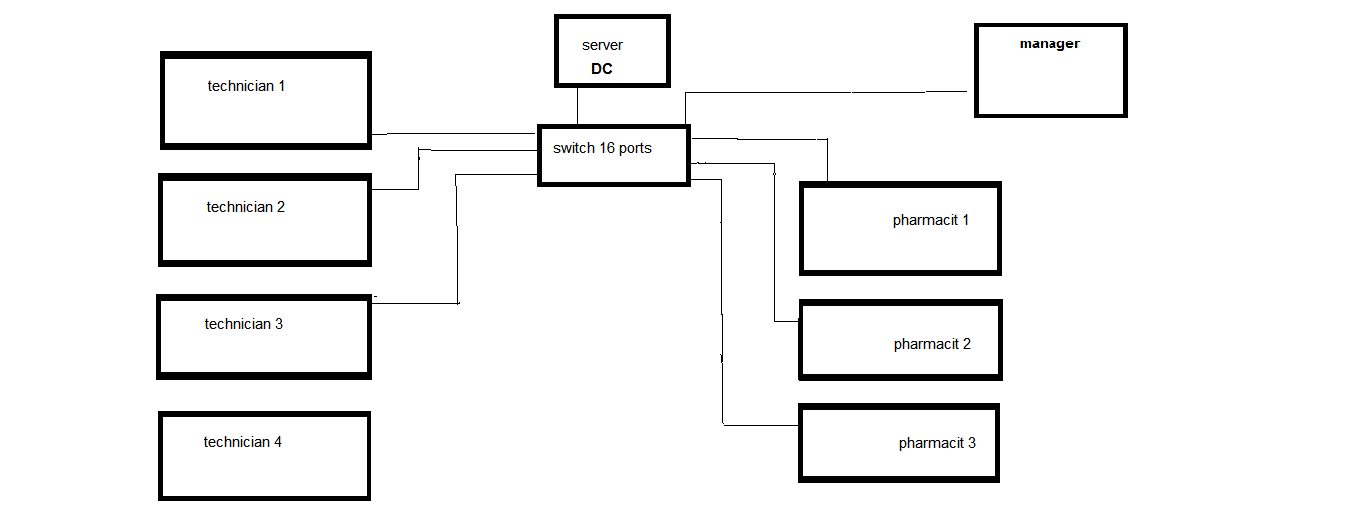 server
DC
manager
technician 1
switch 16 ports
technician 2
pharmacit 1
technician 3
pharmacit 2
technician 4
pharmacit 3